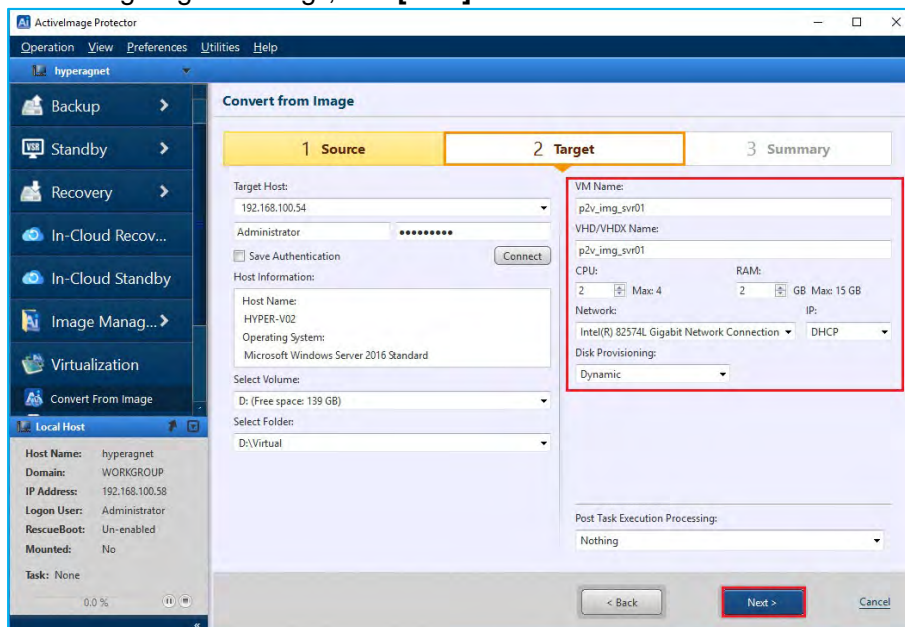 ActiveImage Protector
Operation View Preferences Utilities Help
hyperagnet
Backup
Standby
Recovery
In-Cloud Recov...
In-Cloud Standby
Image Manag...
Virtualization
Convert From Image
Local Host
Host Name: hyperagnet
Domain: WORKGROUP
IP Address: 192.168.100.58
Logon User: Administrator
RescueBoot: Un-enabled
Mounted: No
Task: None
0.0 %
Convert from Image
1 Source
2 Target
3 Summary
Target Host:
192.168.100.54
Administrator
Save Authentication
Connect
Host Information:
Host Name:
HYPER-V02
Operating System:
Microsoft Windows Server 2016 Standard
Select Volume:
D: (Free space: 139 GB)
Select Folder:
D:\Virtual
VM Name:
p2v_img_svr01
VHD/VHDX Name:
p2v_img_svr01
CPU: RAM:
2 Max: 4 2 GB Max: 15 GB
Network: IP:
Intel(R) 82574L Gigabit Network Connection DHCP
Disk Provisioning:
Dynamic
Post Task Execution Processing:
Nothing
< Back Next > Cancel